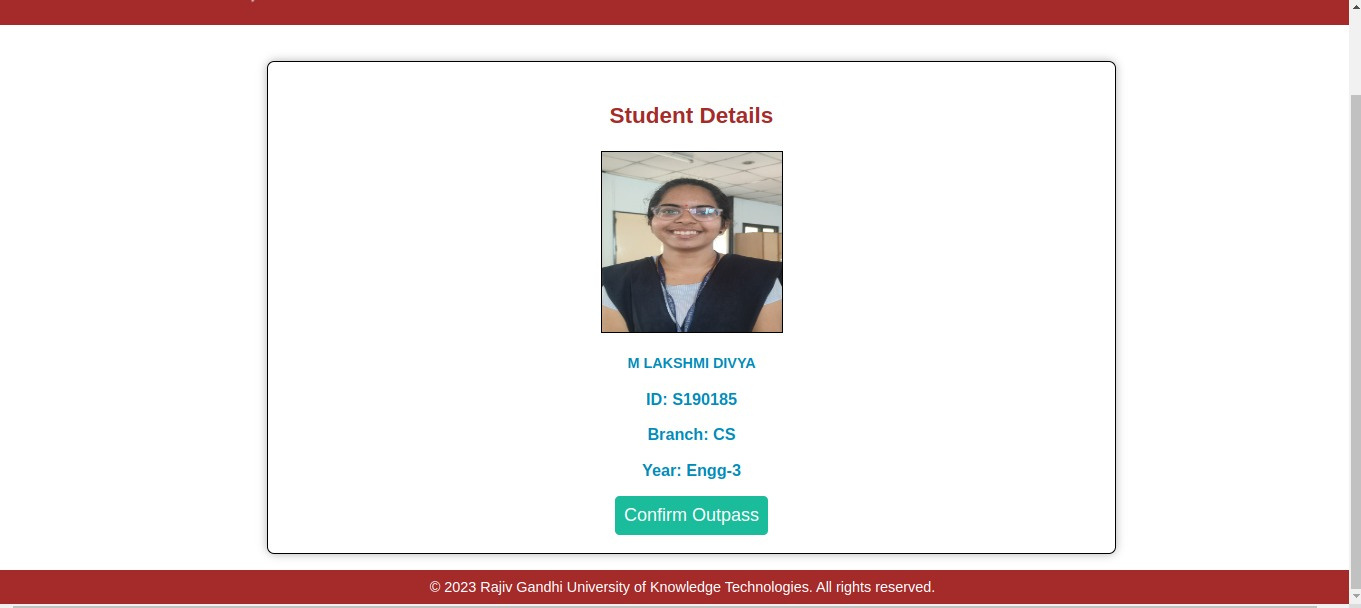 Student Details
M LAKSHMI DIVYA
ID: S190185
Branch: CS
Year: Engg-3
Confirm Outpass
© 2023 Rajiv Gandhi University of Knowledge Technologies. All rights reserved.